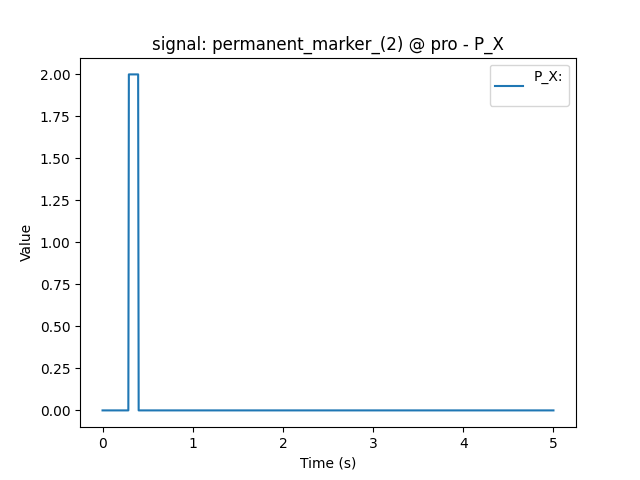 signal: permanent_marker_(2) @ pro - P_X
P_X:
2.00
1.75
1.50
1.25
1.00
0.75
0.50
0.25
0.00
Value
0 1 2 3 4 5
Time (s)